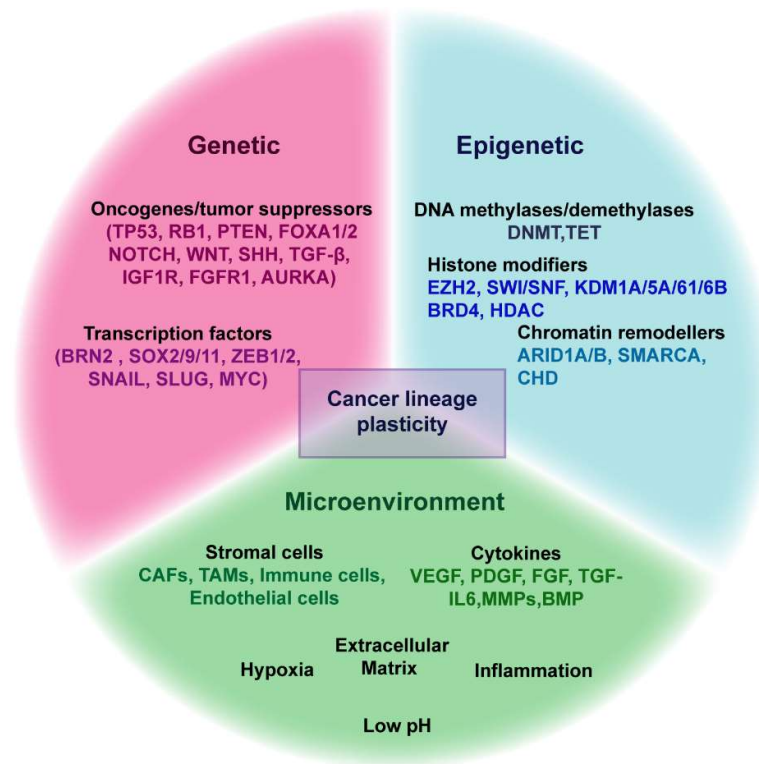 Genetic
Oncogenes/tumor suppressors
(TP53, RB1, PTEN, FOXA1/2
NOTCH, WNT, SHH, TGF-β,
IGF1R, FGFR1, AURKA)
Transcription factors
(BRN2 , SOX2/9/11, ZEB1/2,
SNAIL, SLUG, MYC)
Epigenetic
DNA methylases/demethylases
DNMT,TET
Histone modifiers
EZH2, SWI/SNF, KDM1A/5A/61/6B
BRD4, HDAC
Chromatin remodellers
ARID1A/B, SMARCA,
CHD
Cancer lineage
plasticity
Microenvironment
Stromal cells
CAFs, TAMs, Immune cells,
Endothelial cells
Cytokines
VEGF, PDGF, FGF, TGF-
IL6,MMPs,BMP
Hypoxia
Extracellular
Matrix
Inflammation
Low pH